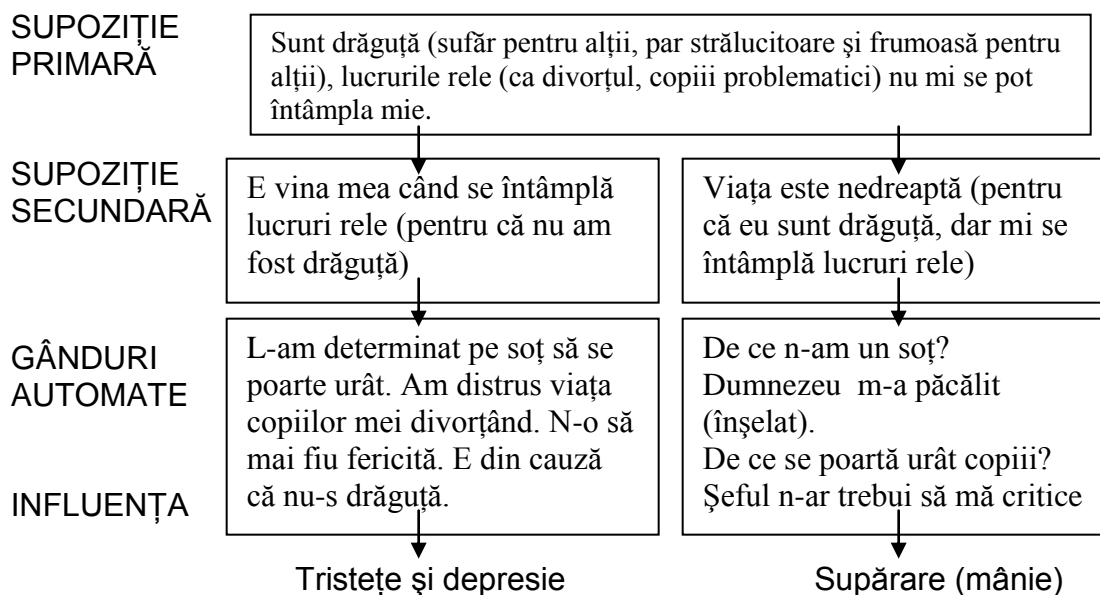 SUPOZIȚIE
PRIMARĂ
Sunt drăguță (sufăr pentru alții, par strălucitoare şi frumoasă pentru
alții), lucrurile rele (ca divorțul, copiii problematici) nu mi se pot
întâmpla mie.
SUPOZIȚIE
SECUNDARĂ
E vina mea când se întâmplă
lucruri rele (pentru că nu am
fost drăguță)
Viața este nedreaptă (pentru
că eu sunt drăguță, dar mi se
întâmplă lucruri rele)
GÂNDURI
AUTOMATE
L-am determinat pe soț să se
poarte urât. Am distrus viața
copiilor mei divorțând. N-o să
mai fiu fericită. E din cauză
că nu-s drăguță.
De ce n-am un soț?
Dumnezeu m-a păcălit
(înşelat).
De ce se poartă urât copiii?
Şeful n-ar trebui să mă critice
INFLUENȚA
Tristețe şi depresie
Supărare (mânie)